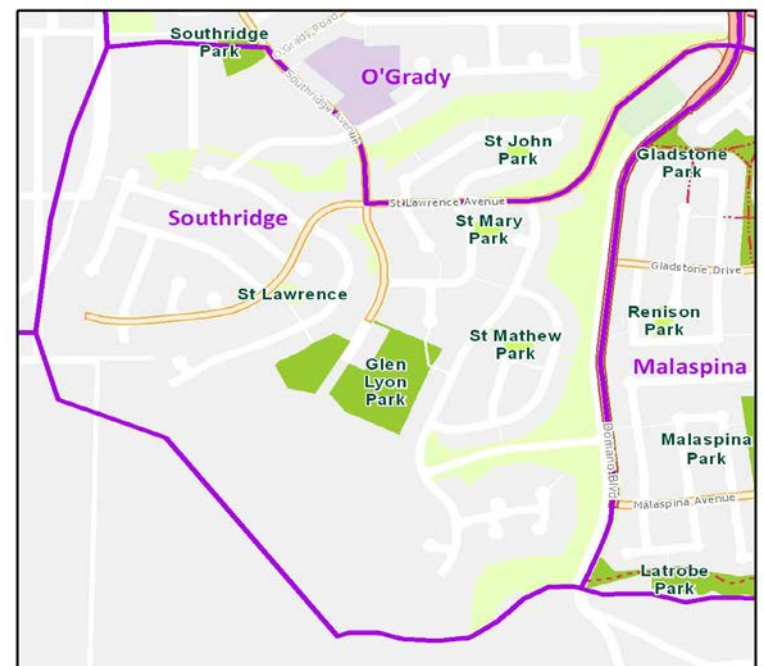 Southridge
Park
O'Grady Road
O'Grady
Southridge Avenue
St John
Park
Gladstone
Park
St Lawrence Avenue
Southridge
St Mary
Park
Gladstone Drive
St Lawrence
Renison
Park
St Mathew
Park
Glen
Lyon
Park
Malaspina
Domano Blvd
Malaspina
Park
Malaspina Avenue
Latrobe
Park